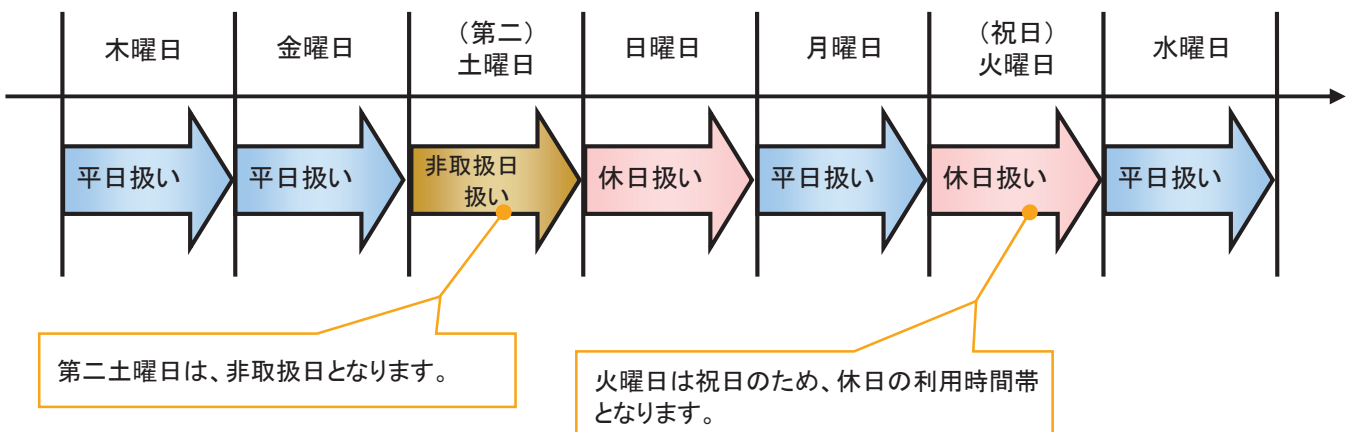 木曜日
金曜日
（第二）
土曜日
日曜日
月曜日
（祝日）
火曜日
水曜日
平日扱い
平日扱い
非取扱日
扱い
休日扱い
平日扱い
休日扱い
平日扱い
第二土曜日は、非取扱日となります。
火曜日は祝日のため、休日の利用時間帯
となります。